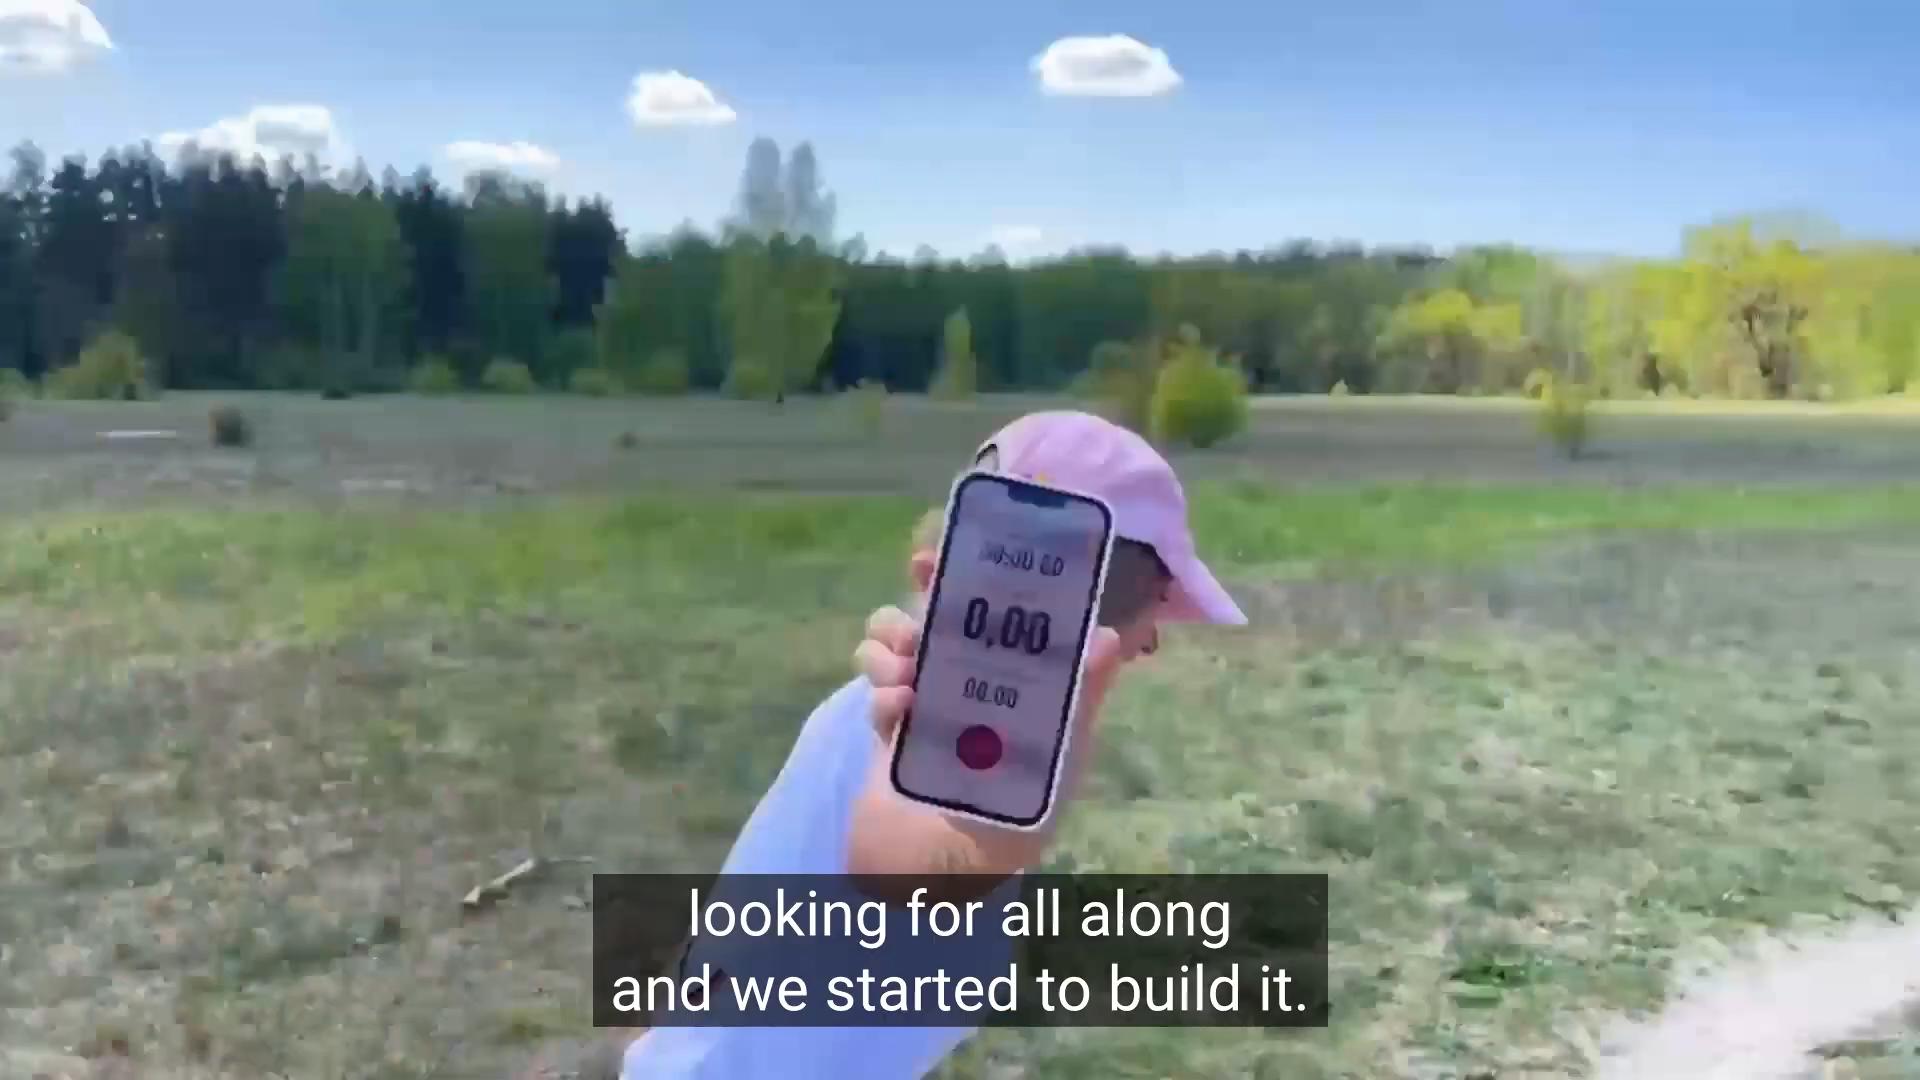 0,00
00:00
looking for all along
and we started to build it.